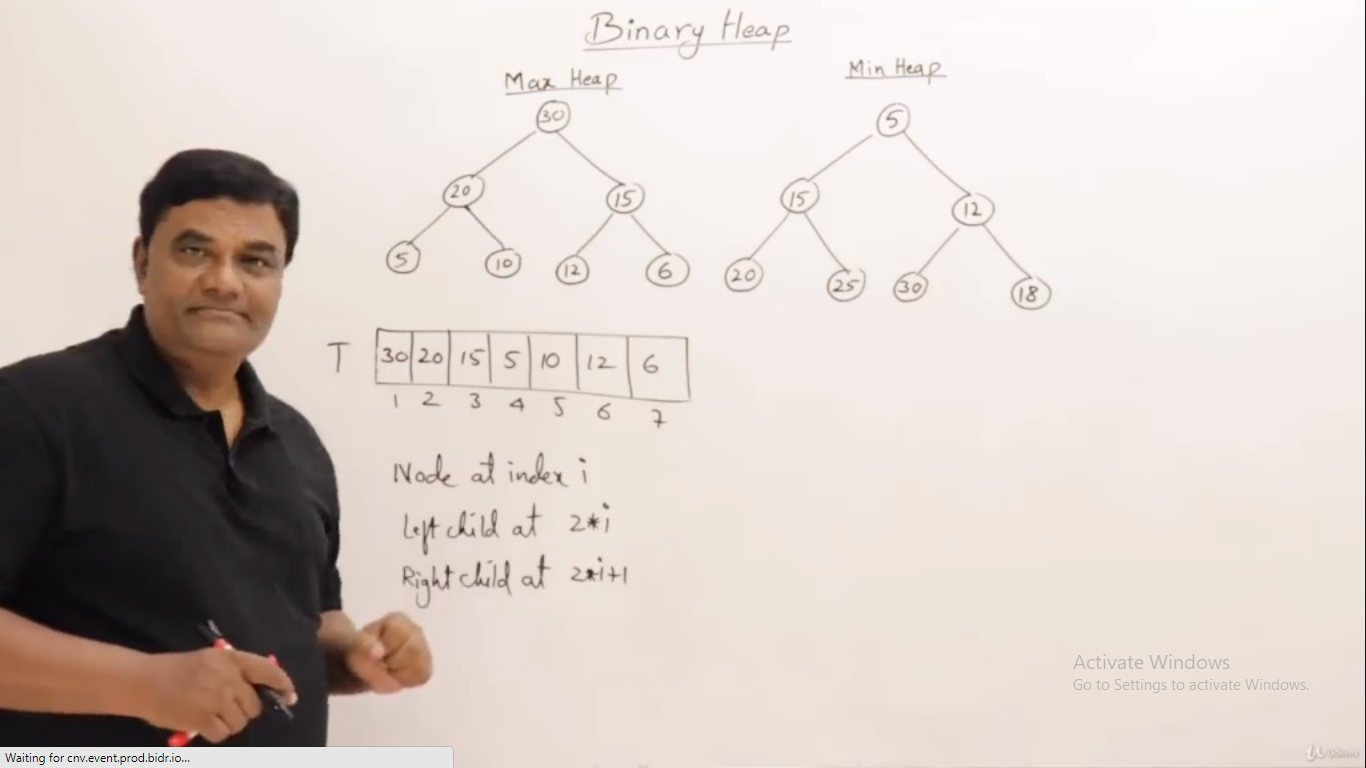 Binary Heap
Max Heap
Min Heap
30
20 15
5 10 12 6
5
15 12
20 25 30 18
T 30 20 15 5 10 12 6
1 2 3 4 5 6 7
Node at index i
Left child at 2*i
Right child at 2*i+1
Activate Windows
Go to Settings to activate Windows.
Waiting for cnv.event.prod.bidr.io...
Udemy